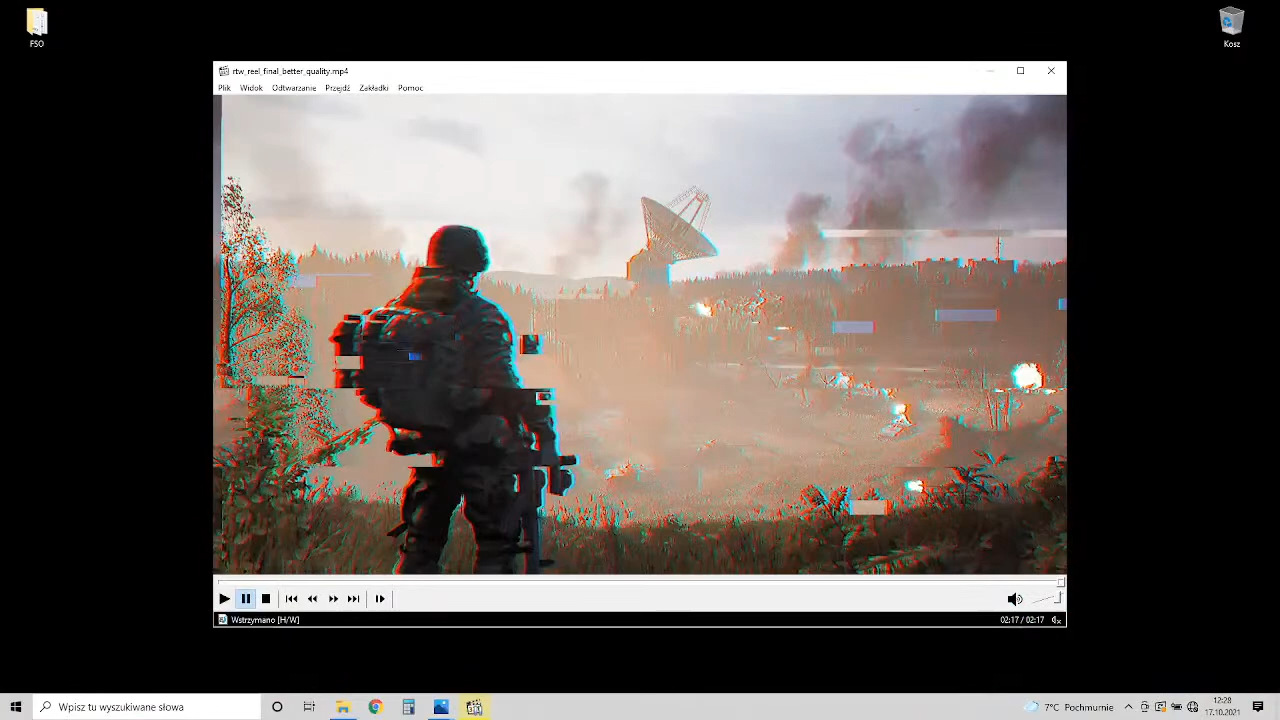 FSO
Kosz
rtw_reel_final_better_quality.mp4
Plik Widok Odtwarzanie Przejdź Zakładki Pomoc
Wstrzymano [H/W]
02:17 / 02:17
Wpisz tu wyszukiwane słowa
7°C Pochmurnie
12:28
17.10.2021